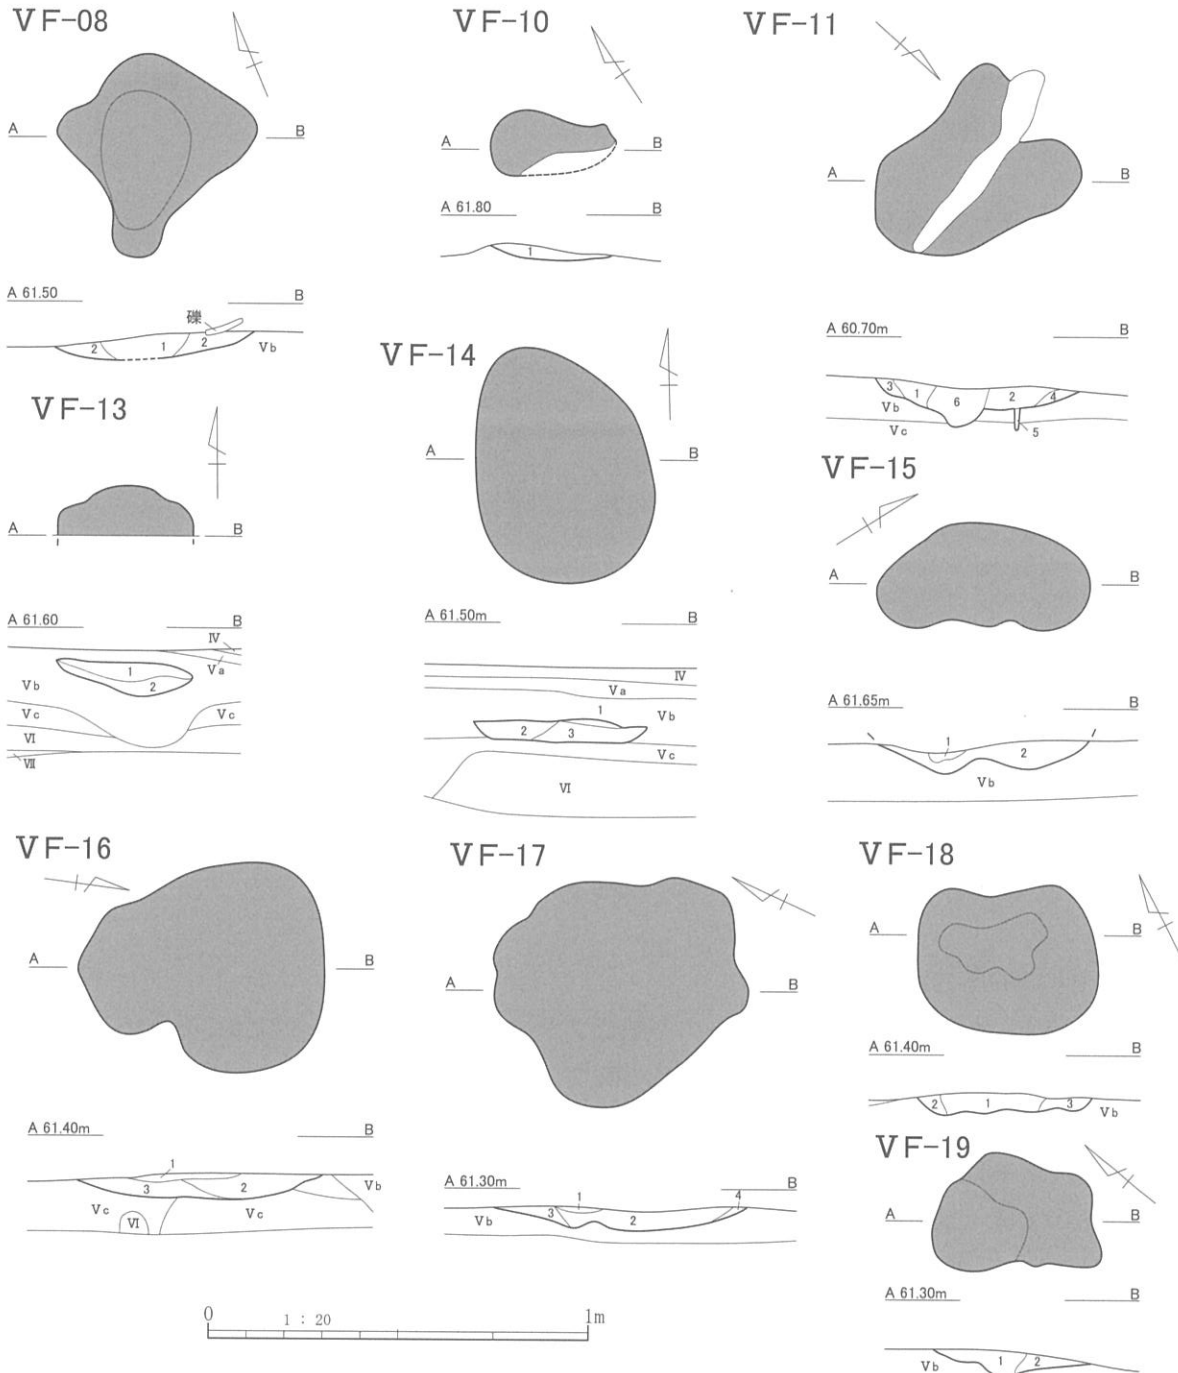 VF-08
A B
A 61.50 B
礫
2 1 2 Vb
VF-10
A B
A 61.80 B
1
VF-11
A B
A 60.70m B
3 1 6 2 4
Vb
Vc
5
VF-13
A B
A 61.60 B
IV
Va
1
2
Vb
Vc Vc
VI
VII
VF-14
A B
A 61.50m B
IV
Va
1
Vb
2 3
Vc
VI
VF-15
A B
A 61.65m B
1
2
Vb
VF-16
A B
A 61.40m B
1
3 2
Vb
Vc Vc
VI
VF-17
A B
A 61.30m B
1 4
Vb 3 2
VF-18
A B
A 61.40m B
2 1 3 Vb
VF-19
A B
A 61.30m B
Vb 1 2
0 1 : 20 1m